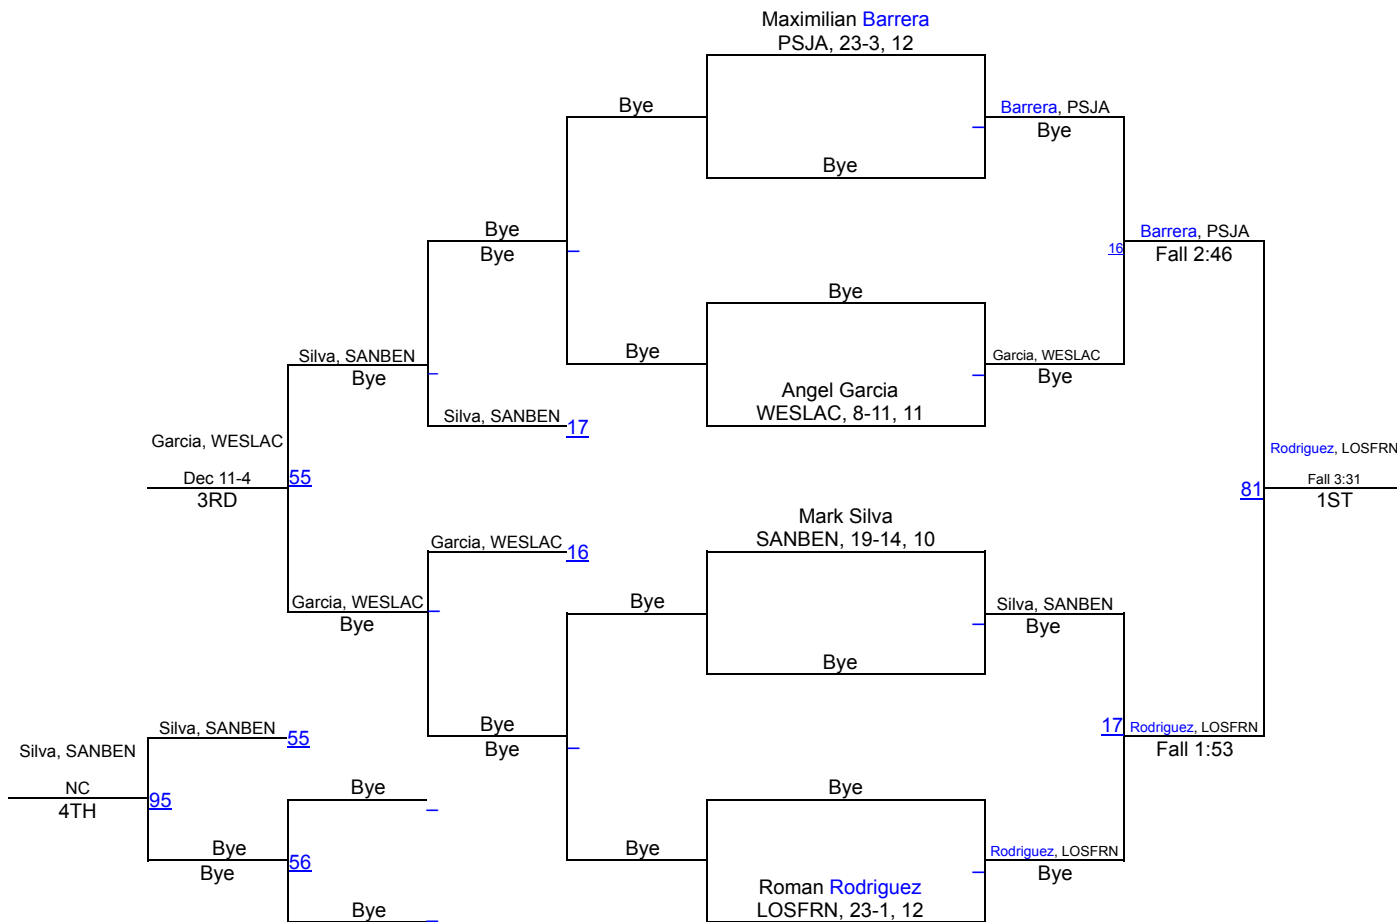 Maximilian Barrera
PSJA, 23-3, 12
Bye
Barrera, PSJA
Bye
Bye
Bye
Bye
Barrera, PSJA
16
Fall 2:46
Bye
Silva, SANBEN
Bye
Bye
Garcia, WESLAC
Bye
Angel Garcia
WESLAC, 8-11, 11
Silva, SANBEN
17
Garcia, WESLAC
Dec 11-4
55
3RD
Rodriguez, LOSFRN
81
Fall 3:31
1ST
Mark Silva
SANBEN, 19-14, 10
Garcia, WESLAC
16
Garcia, WESLAC
Bye
Bye
Silva, SANBEN
Bye
Bye
Bye
Bye
17
Rodriguez, LOSFRN
Fall 1:53
Silva, SANBEN
55
Silva, SANBEN
NC
95
4TH
Bye
Bye
Bye
Bye
56
Bye
Rodriguez, LOSFRN
Bye
Roman Rodriguez
LOSFRN, 23-1, 12
Bye